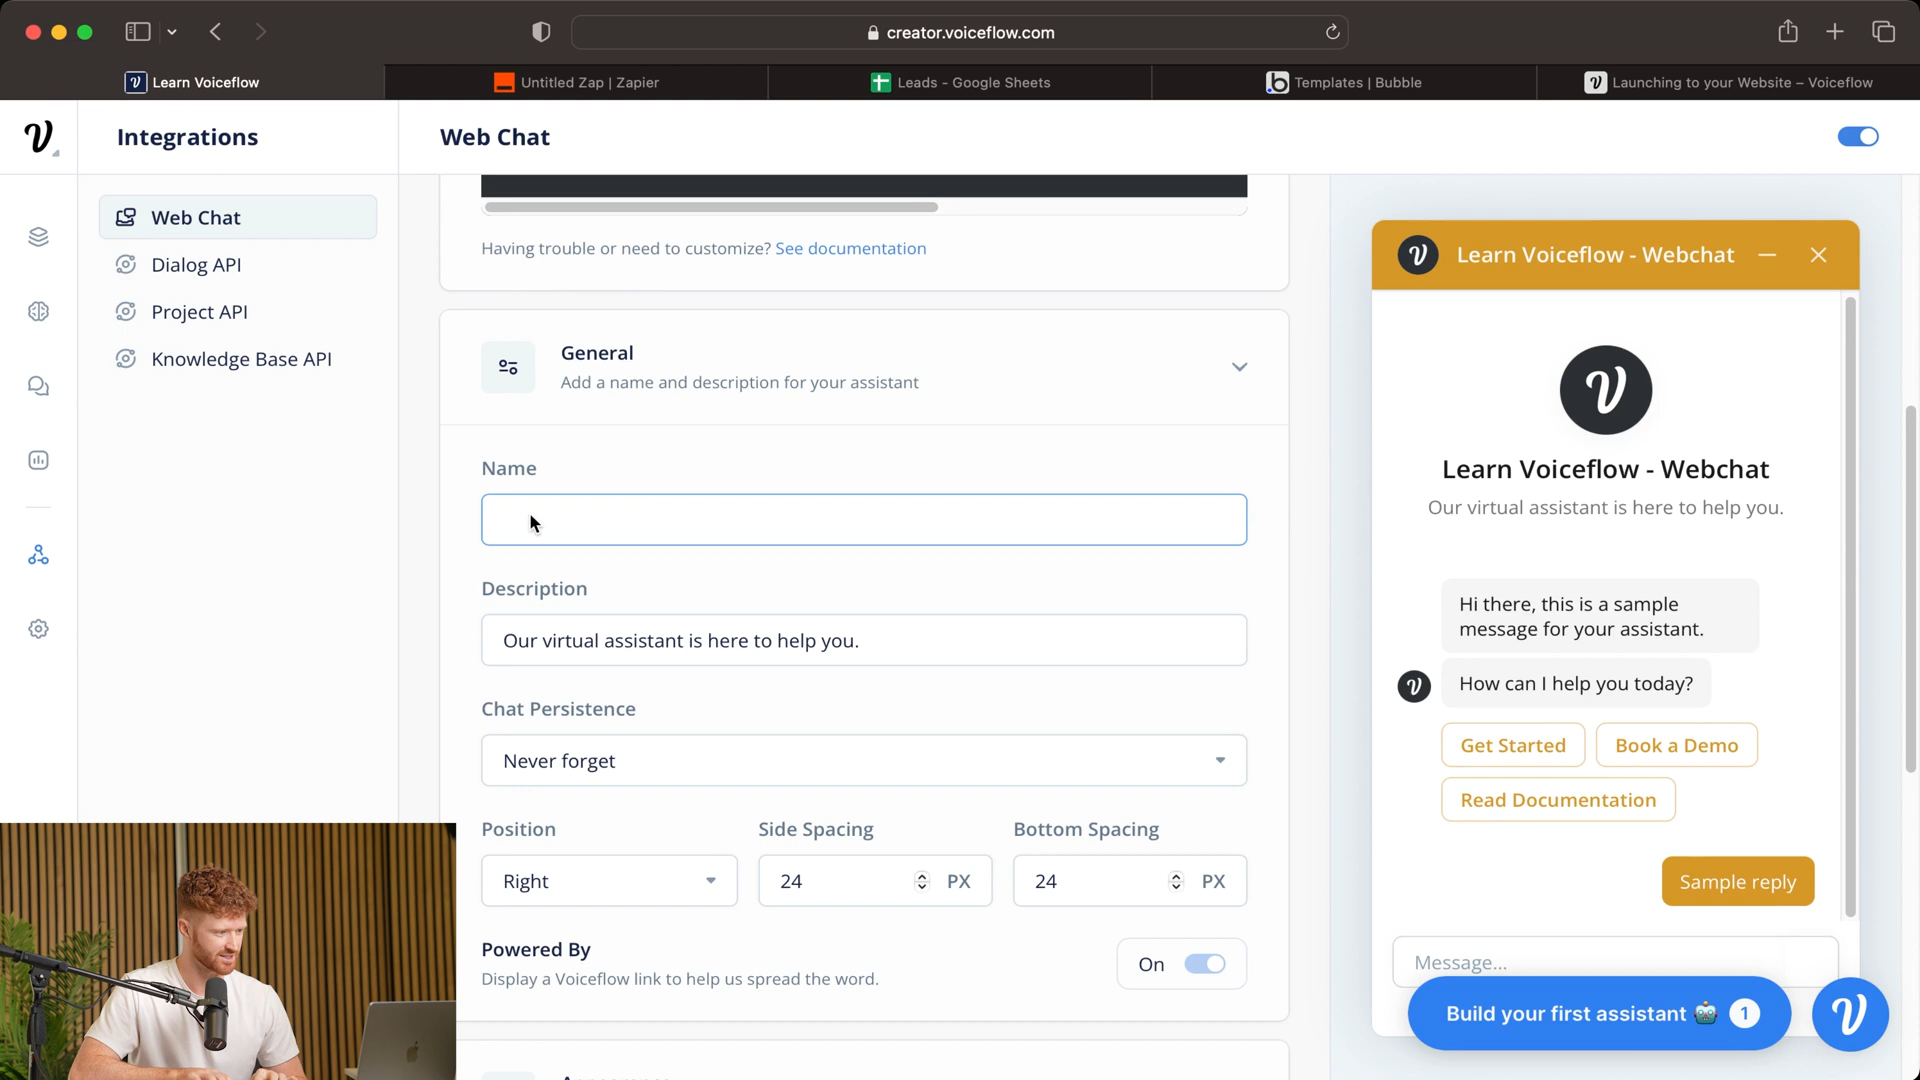 creator.voiceflow.com
Learn Voiceflow
Untitled Zap | Zapier
Leads - Google Sheets
Templates | Bubble
Launching to your Website – Voiceflow
Integrations
Web Chat
Web Chat
Dialog API
Project API
Knowledge Base API
Having trouble or need to customize? See documentation
General
Add a name and description for your assistant
Name
Description
Our virtual assistant is here to help you.
Chat Persistence
Never forget
Position
Side Spacing
Bottom Spacing
Right
24 PX
24 PX
Powered By
Display a Voiceflow link to help us spread the word.
On
Learn Voiceflow - Webchat
Learn Voiceflow - Webchat
Our virtual assistant is here to help you.
Hi there, this is a sample
message for your assistant.
How can I help you today?
Get Started
Book a Demo
Read Documentation
Sample reply
Message...
Build your first assistant 🤖 1